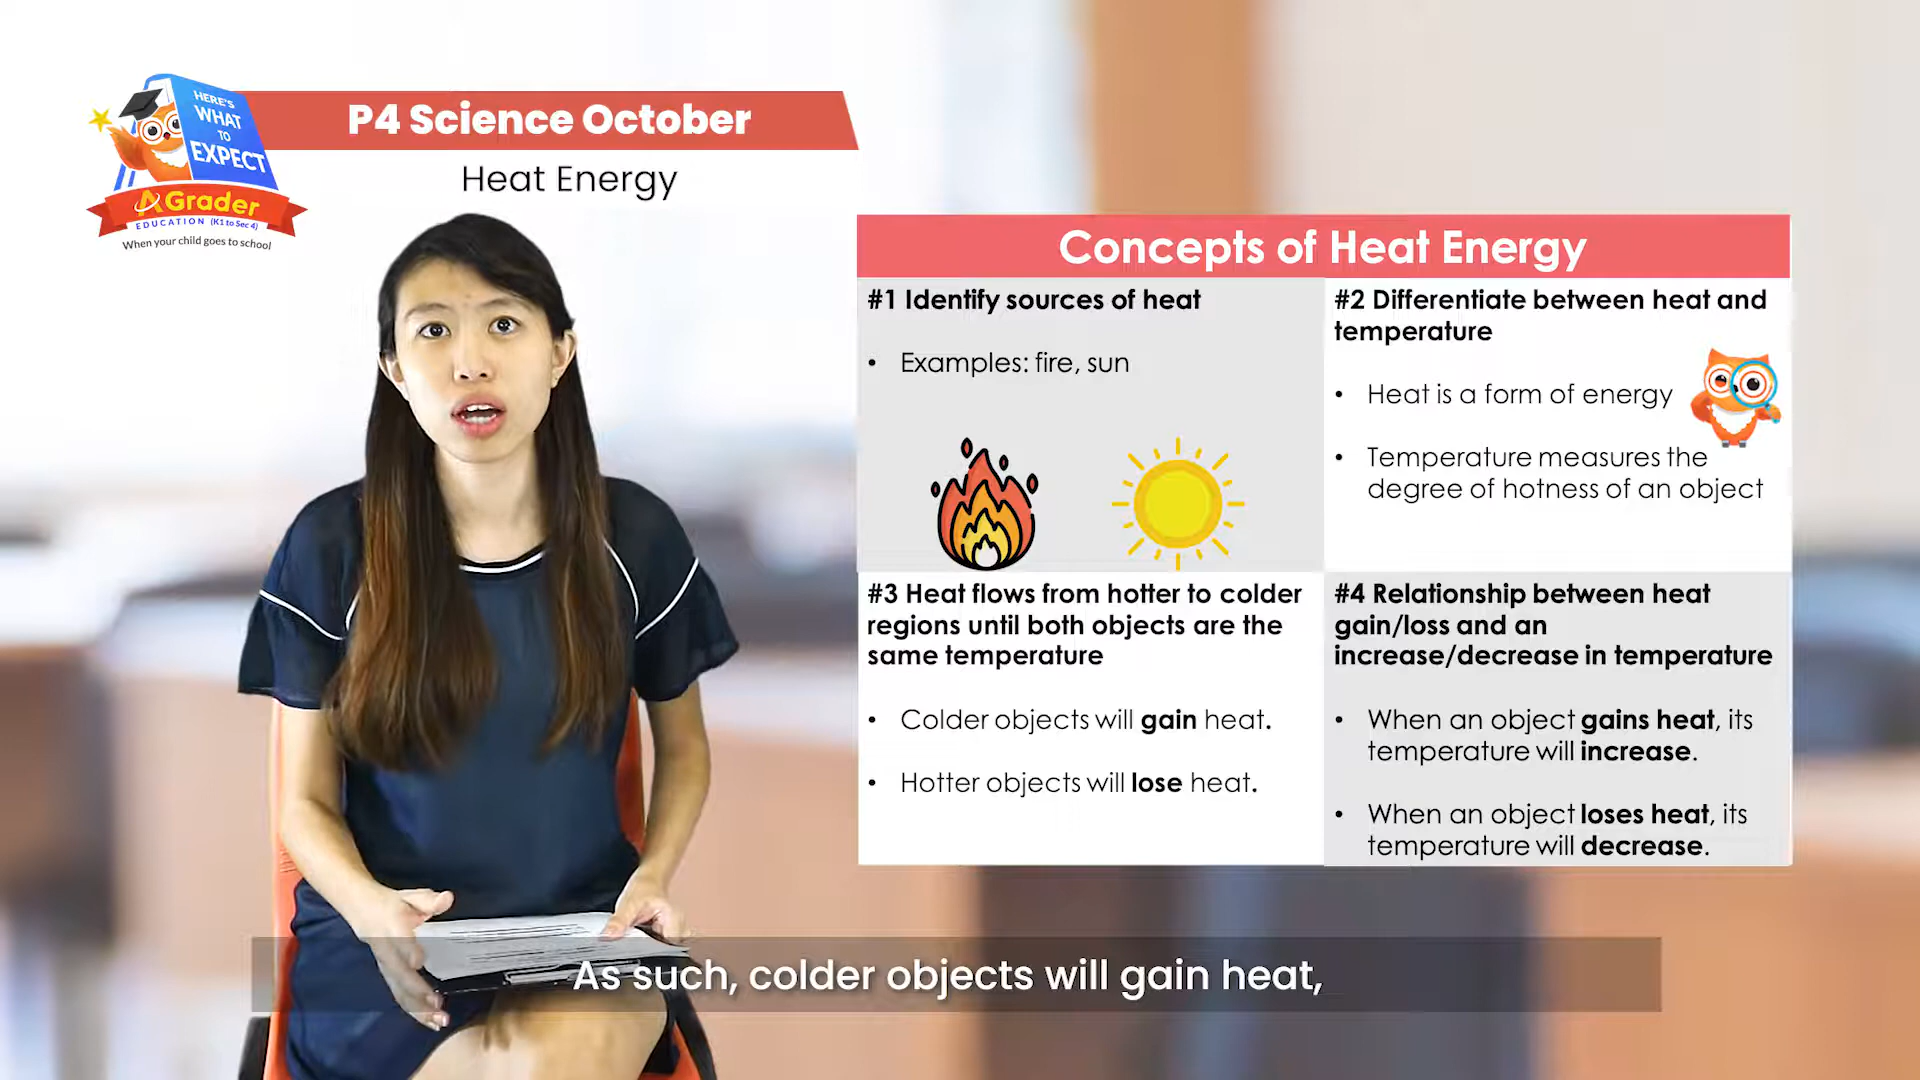 HERE'S
WHAT
TO
EXPECT
AGrader
EDUCATION (K1 to Sec 4)
When your child goes to school
P4 Science October
Heat Energy
Concepts of Heat Energy
#1 Identify sources of heat
• Examples: fire, sun
#2 Differentiate between heat and
temperature
• Heat is a form of energy
• Temperature measures the
degree of hotness of an object
#3 Heat flows from hotter to colder
regions until both objects are the
same temperature
• Colder objects will gain heat.
• Hotter objects will lose heat.
#4 Relationship between heat
gain/loss and an
increase/decrease in temperature
• When an object gains heat, its
temperature will increase.
• When an object loses heat, its
temperature will decrease.
As such, colder objects will gain heat,